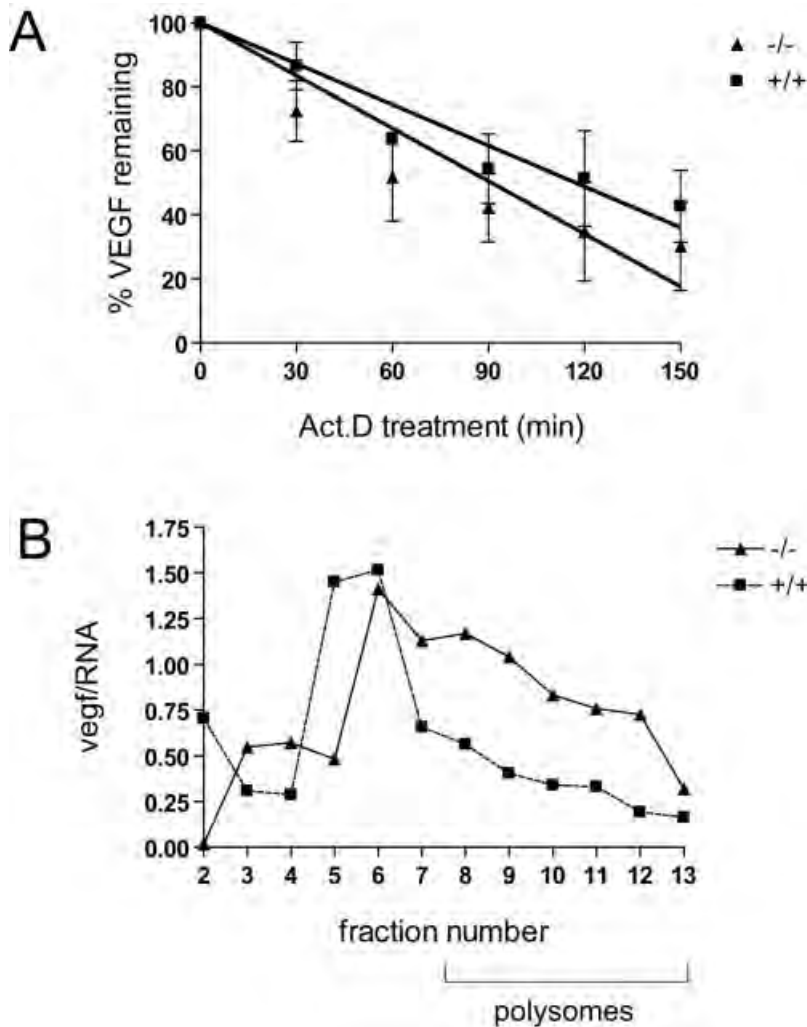 A
100
80
60
40
20
0
% VEGF remaining
0 30 60 90 120 150
Act.D treatment (min)
-/-
+/+
B
1.75
1.50
1.25
1.00
0.75
0.50
0.25
0.00
vegf/RNA
2 3 4 5 6 7 8 9 10 11 12 13
fraction number
polysomes
-/-
+/+